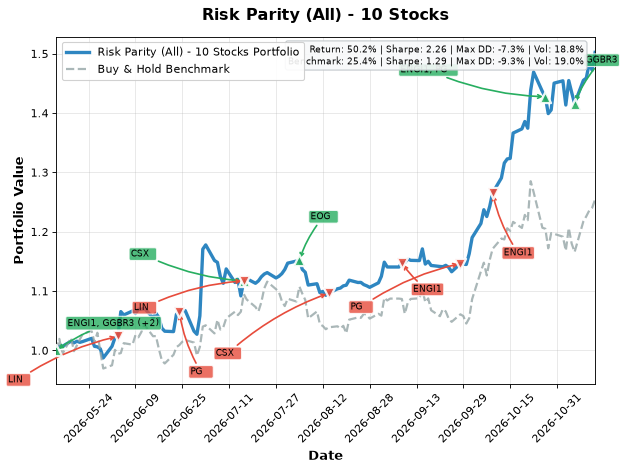 Risk Parity (All) - 10 Stocks
Risk Parity (All) - 10 Stocks Portfolio
Buy & Hold Benchmark
Return: 50.2% | Sharpe: 2.26 | Max DD: -7.3% | Vol: 18.8%
Benchmark: 25.4% | Sharpe: 1.29 | Max DD: -9.3% | Vol: 19.0%
GGBR3
EOG
CSX
ENGI1
LIN
PG
ENGI1
ENGI1, GGBR3 (+2)
CSX
PG
LIN
Portfolio Value
1.5
1.4
1.3
1.2
1.1
1.0
2026-05-24
2026-06-09
2026-06-25
2026-07-11
2026-07-27
2026-08-12
2026-08-28
2026-09-13
2026-09-29
2026-10-15
2026-10-31
Date